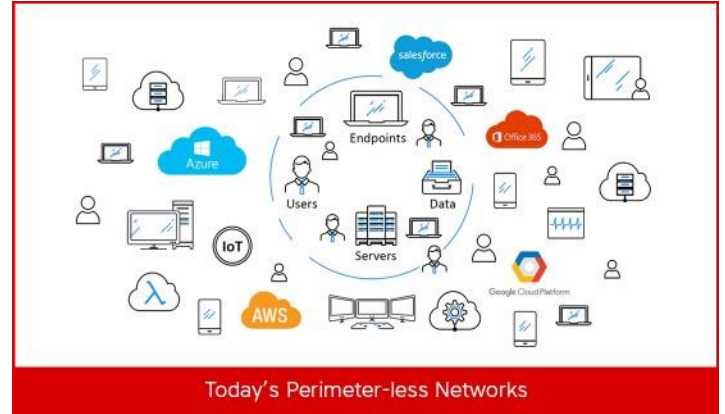 salesforce
Endpoints
Office 365
Azure
Users
Data
IoT
Servers
Google Cloud Platform
λ
AWS
Today's Perimeter-less Networks